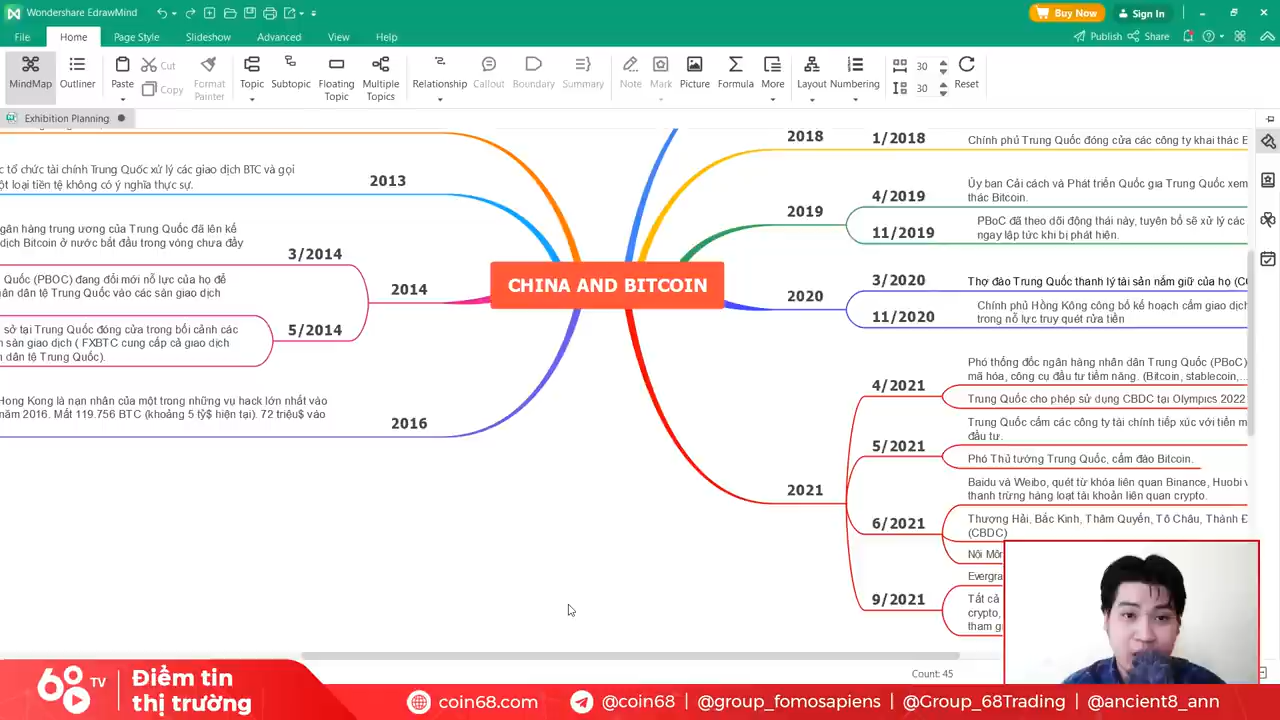 Wondershare EdrawMind
Buy Now
Sign In
File
Home
Page Style
Slideshow
Advanced
View
Help
Publish
Share
MindMap
Outliner
Paste
Cut
Copy
Format
Painter
Topic
Subtopic
Floating
Topic
Multiple
Topics
Relationship
Callout
Boundary
Summary
Note
Mark
Picture
Formula
More
Layout
Numbering
30
30
Reset
Exhibition Planning
c tổ chức tài chính Trung Quốc xử lý các giao dịch BTC và gọi
ột loại tiền tệ không có ý nghĩa thực sự.
2013
gân hàng trung ương của Trung Quốc đã lên kế
dịch Bitcoin ở nước bắt đầu trong vòng chưa đầy
3/2014
Quốc (PBOC) đang đổi mới nỗ lực của họ để
gân dân tệ Trung Quốc vào các sàn giao dịch
2014
sở tại Trung Quốc đóng cửa trong bối cảnh các
n sàn giao dịch ( FXBTC cung cấp cả giao dịch
n dân tệ Trung Quốc).
5/2014
Hong Kong là nạn nhân của một trong những vụ hack lớn nhất vào
năm 2016. Mất 119.756 BTC (khoảng 5 tỷ$ hiện tại). 72 triệu$ vào
2016
CHINA AND BITCOIN
2018
1/2018
Chính phủ Trung Quốc đóng cửa các công ty khai thác E
2019
4/2019
Ủy ban Cải cách và Phát triển Quốc gia Trung Quốc xem
thác Bitcoin.
11/2019
PBoC đã theo dõi động thái này, tuyên bố sẽ xử lý các
ngay lập tức khi bị phát hiện.
2020
3/2020
Thợ đào Trung Quốc thanh lý tài sản nắm giữ của họ (C
11/2020
Chính phủ Hồng Kông công bố kế hoạch cấm giao dịch
trong nỗ lực truy quét rửa tiền
2021
4/2021
Phó thống đốc ngân hàng nhân dân Trung Quốc (PBoC)
mã hóa, công cụ đầu tư tiềm năng. (Bitcoin, stablecoin,...
Trung Quốc cho phép sử dụng CBDC tại Olympics 2022
5/2021
Trung Quốc cấm các công ty tài chính tiếp xúc với tiền m
đầu tư.
Phó Thủ tướng Trung Quốc, cấm đào Bitcoin.
6/2021
Baidu và Weibo, quét từ khóa liên quan Binance, Huobi v
thanh trừng hàng loạt tài khoản liên quan crypto.
Thượng Hải, Bắc Kinh, Thâm Quyến, Tô Châu, Thành Đ
(CBDC)
Nội Môn
9/2021
Evergra
Tất cả
crypto,
tham g
Count: 45
68 TV
Điểm tin
thị trường
coin68.com
@coin68 | @group_fomosapiens | @Group_68Trading | @ancient8_ann